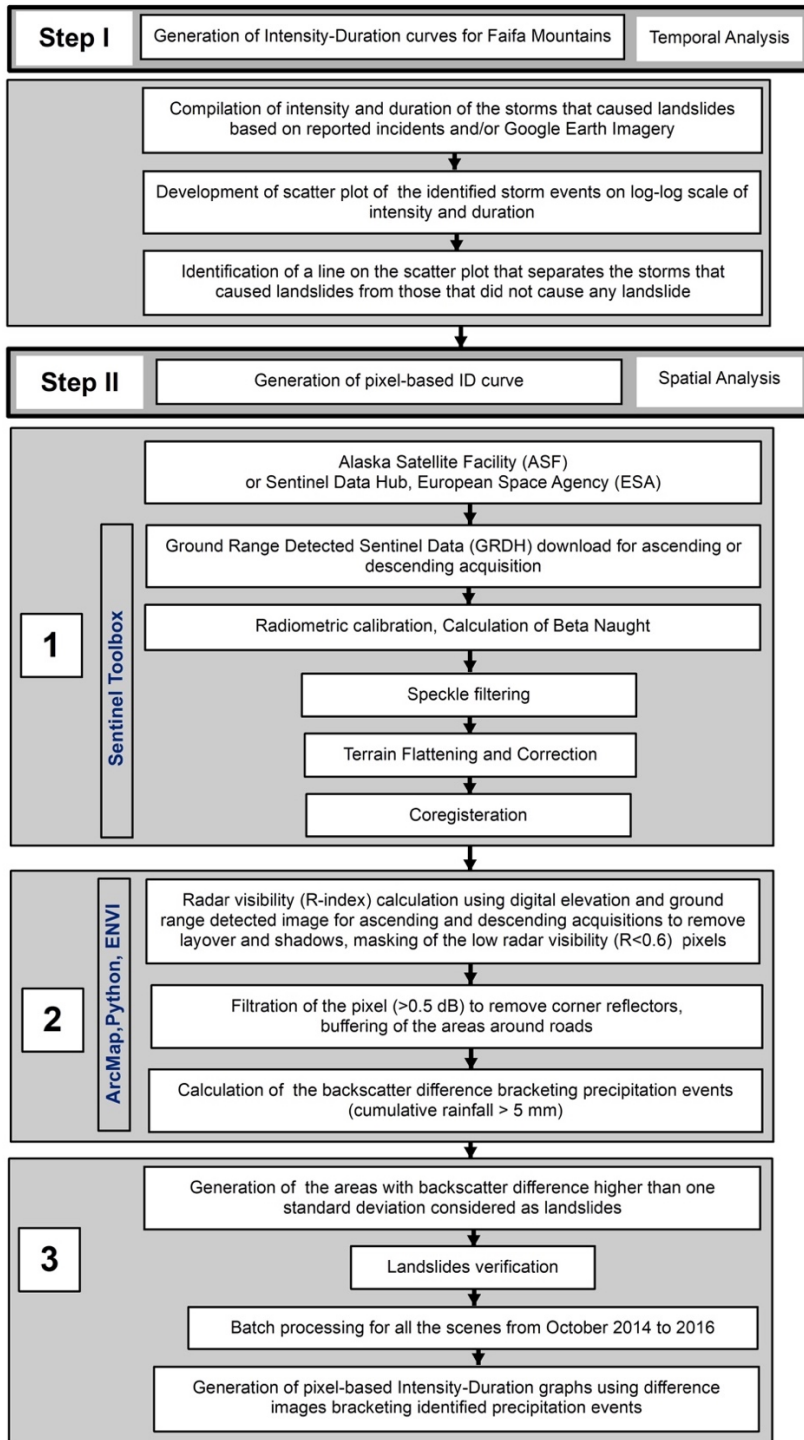 Step I
Generation of Intensity-Duration curves for Faifa Mountains
Temporal Analysis
Compilation of intensity and duration of the storms that caused landslides
based on reported incidents and/or Google Earth Imagery
Development of scatter plot of the identified storm events on log-log scale of
intensity and duration
Identification of a line on the scatter plot that separates the storms that
caused landslides from those that did not cause any landslide
Step II
Generation of pixel-based ID curve
Spatial Analysis
1
Sentinel Toolbox
Alaska Satellite Facility (ASF)
or Sentinel Data Hub, European Space Agency (ESA)
Ground Range Detected Sentinel Data (GRDH) download for ascending or
descending acquisition
Radiometric calibration, Calculation of Beta Naught
Speckle filtering
Terrain Flattening and Correction
Coregisteration
2
ArcMap,Python, ENVI
Radar visibility (R-index) calculation using digital elevation and ground
range detected image for ascending and descending acquisitions to remove
layover and shadows, masking of the low radar visibility (R<0.6) pixels
Filtration of the pixel (>0.5 dB) to remove corner reflectors,
buffering of the areas around roads
Calculation of the backscatter difference bracketing precipitation events
(cumulative rainfall > 5 mm)
3
Generation of the areas with backscatter difference higher than one
standard deviation considered as landslides
Landslides verification
Batch processing for all the scenes from October 2014 to 2016
Generation of pixel-based Intensity-Duration graphs using difference
images bracketing identified precipitation events